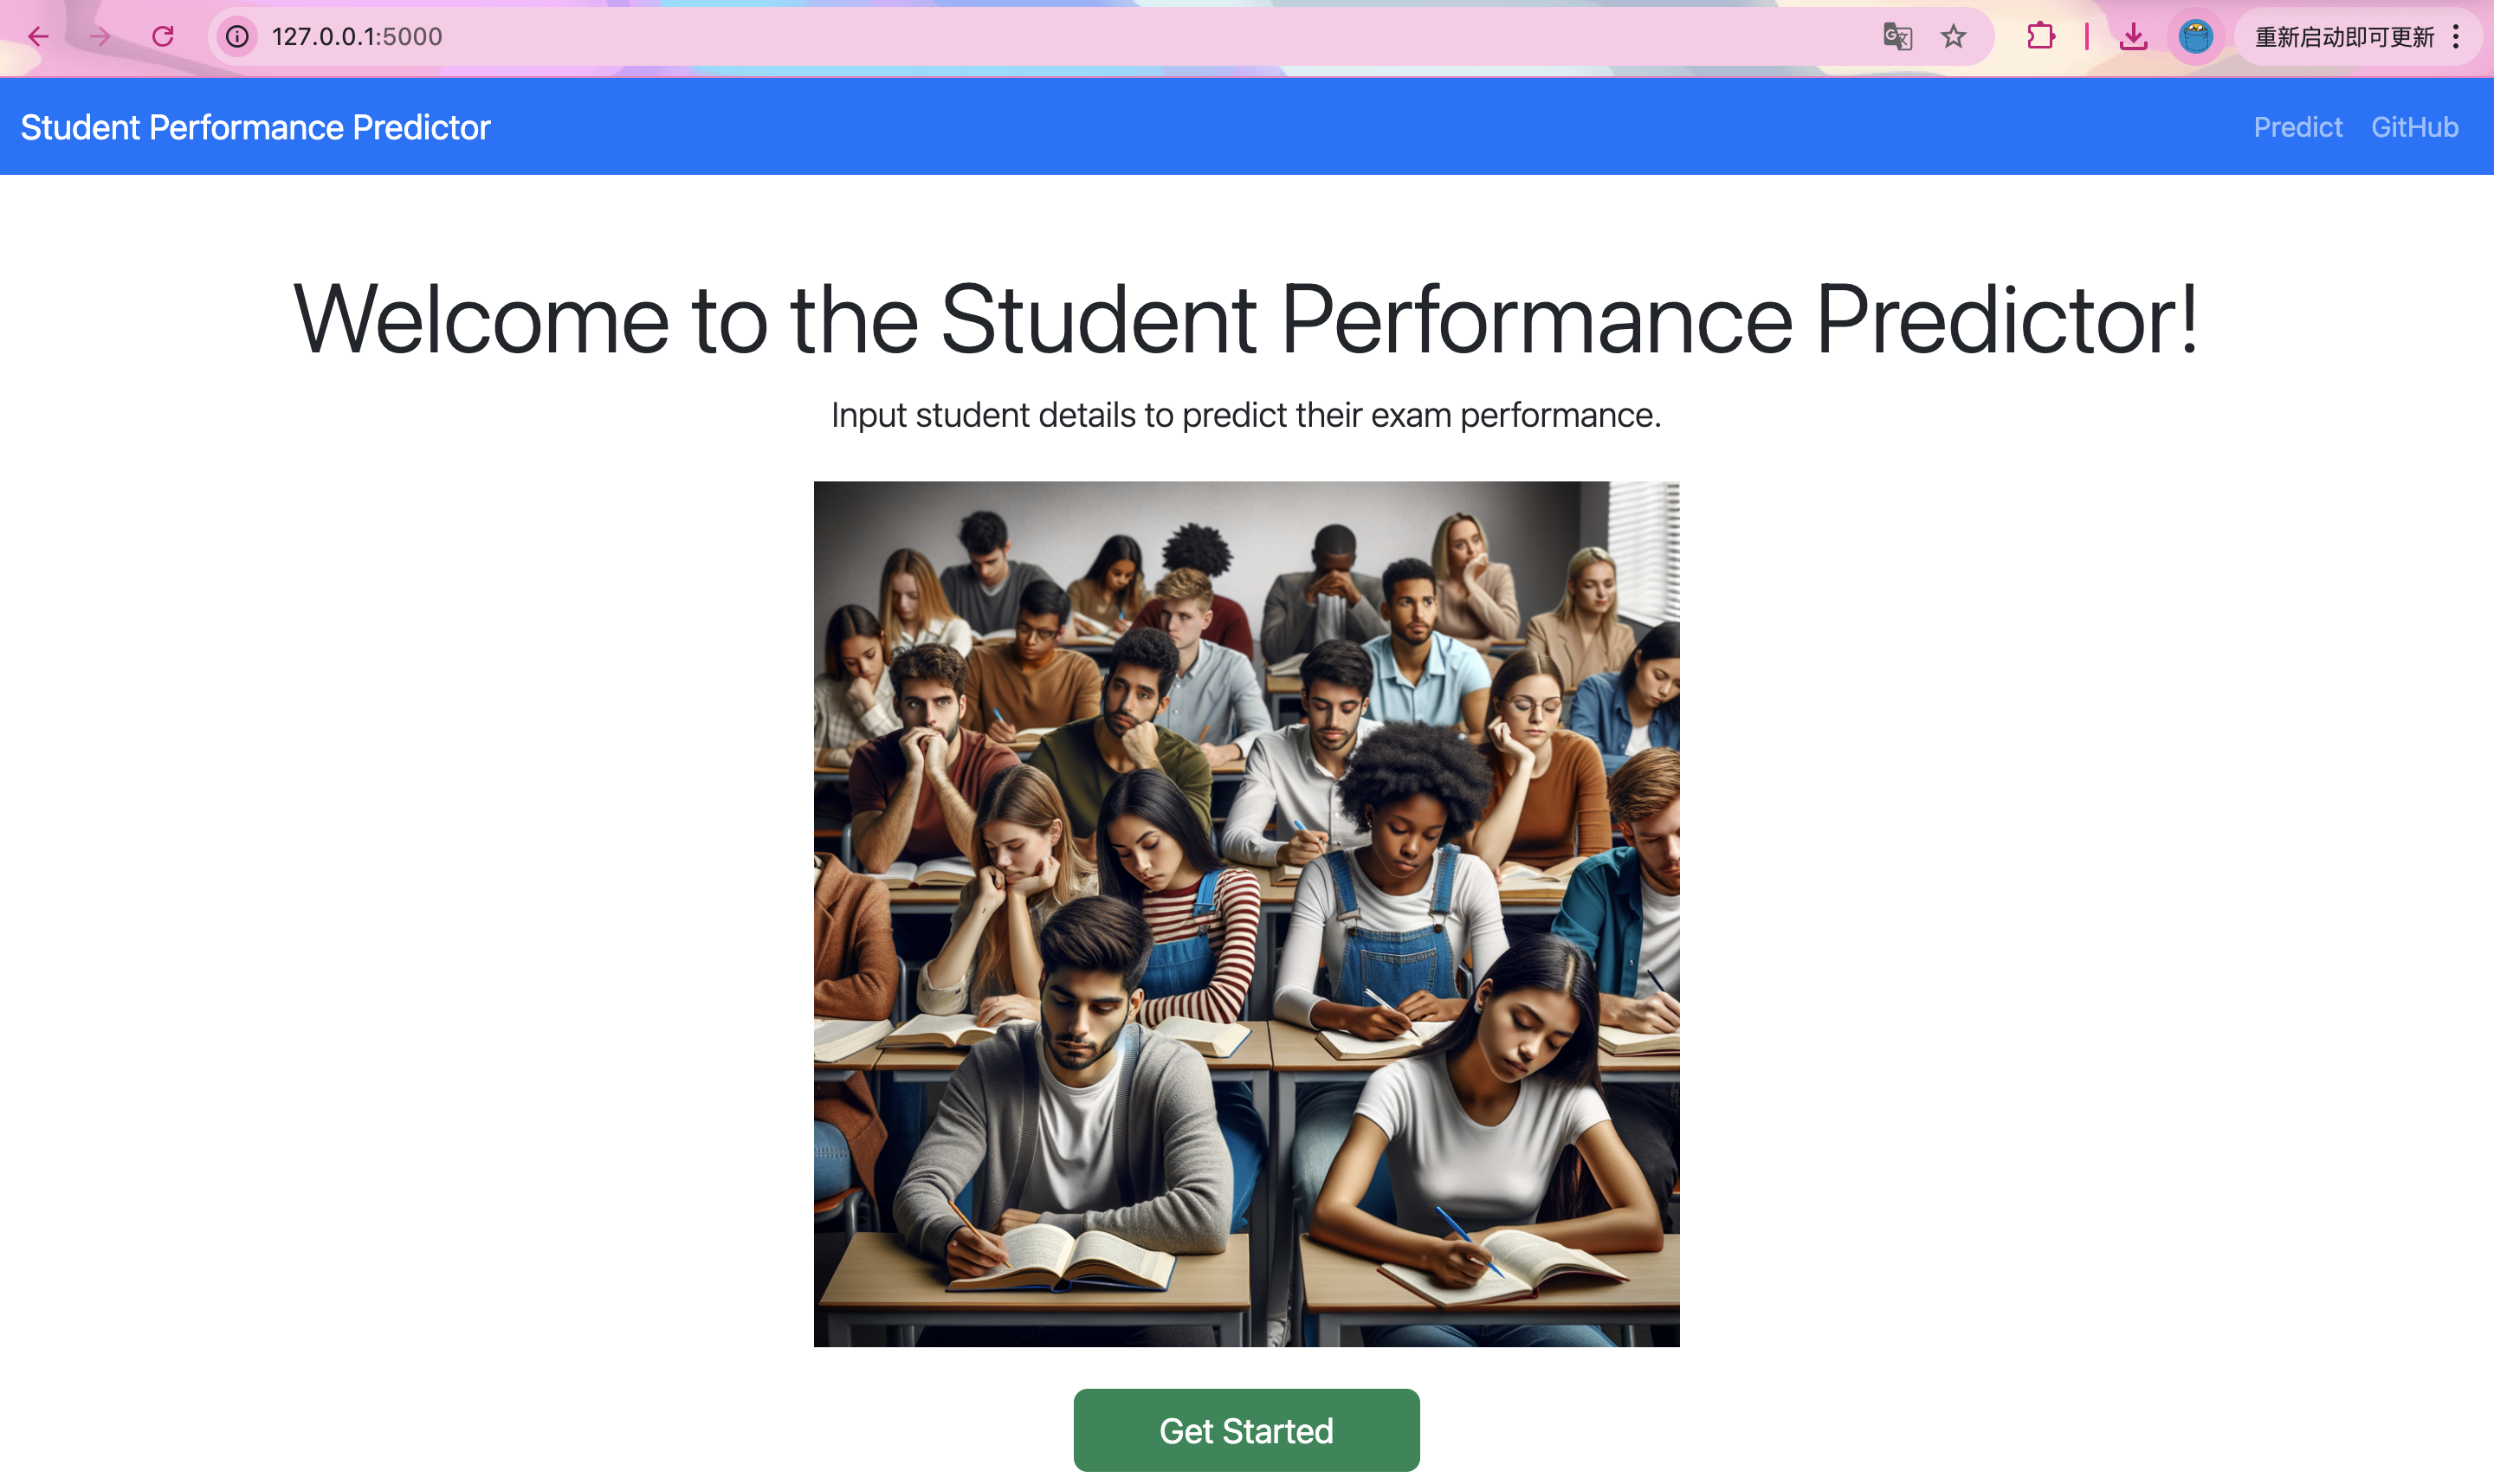 127.0.0.1:5000
重新启动即可更新
Student Performance Predictor
Predict GitHub
Welcome to the Student Performance Predictor!
Input student details to predict their exam performance.
Get Started